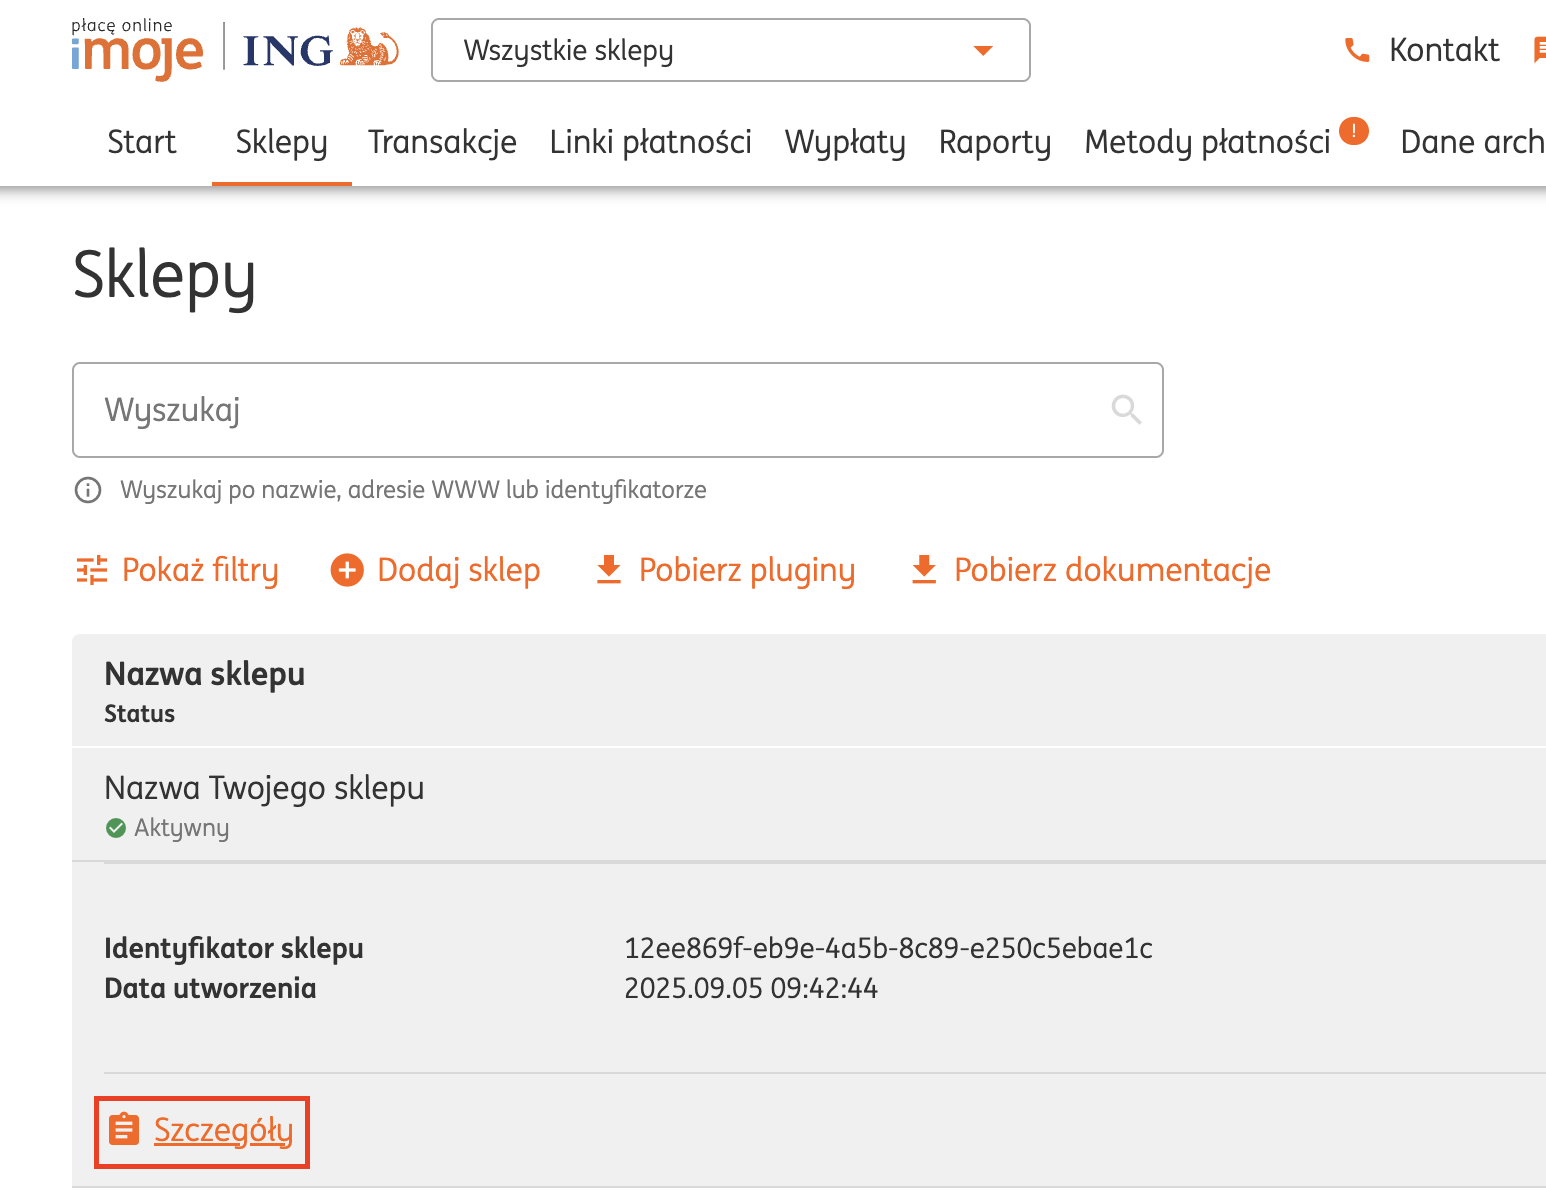 płacę online
imoje
ING
Wszystkie sklepy
Kontakt
Start Sklepy Transakcje Linki płatności Wypłaty Raporty Metody płatności ! Dane arch
Sklepy
Wyszukaj
Wyszukaj po nazwie, adresie WWW lub identyfikatorze
Pokaż filtry Dodaj sklep Pobierz pluginy Pobierz dokumentacje
Nazwa sklepu
Status
Nazwa Twojego sklepu
Aktywny
Identyfikator sklepu 12ee869f-eb9e-4a5b-8c89-e250c5ebae1c
Data utworzenia 2025.09.05 09:42:44
Szczegóły